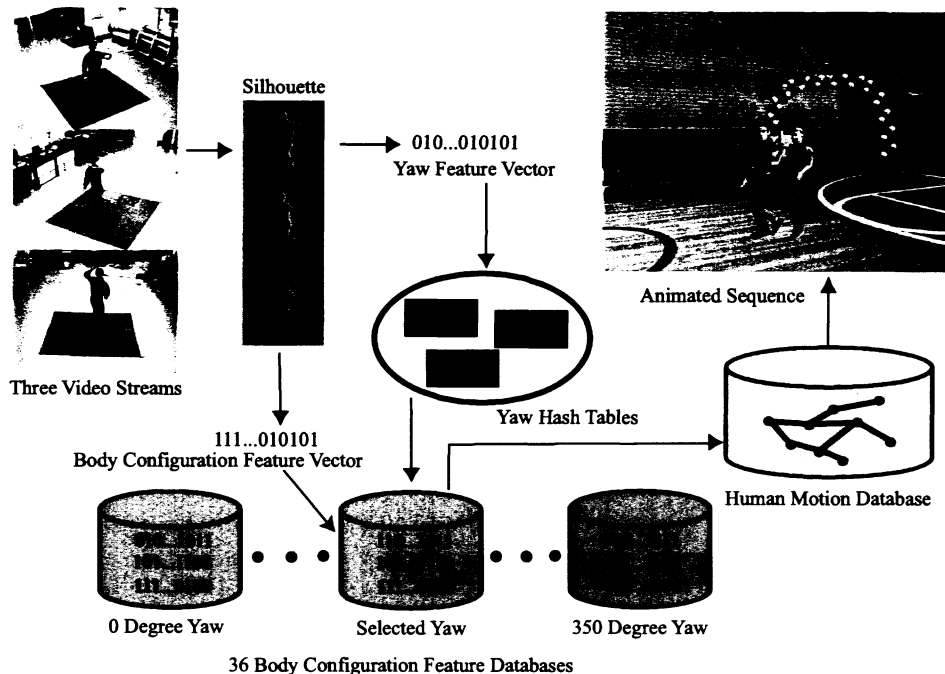 Silhouette
010...010101
Yaw Feature Vector
Animated Sequence
Three Video Streams
Yaw Hash Tables
111...010101
Body Configuration Feature Vector
Human Motion Database
0 Degree Yaw
Selected Yaw
350 Degree Yaw
36 Body Configuration Feature Databases